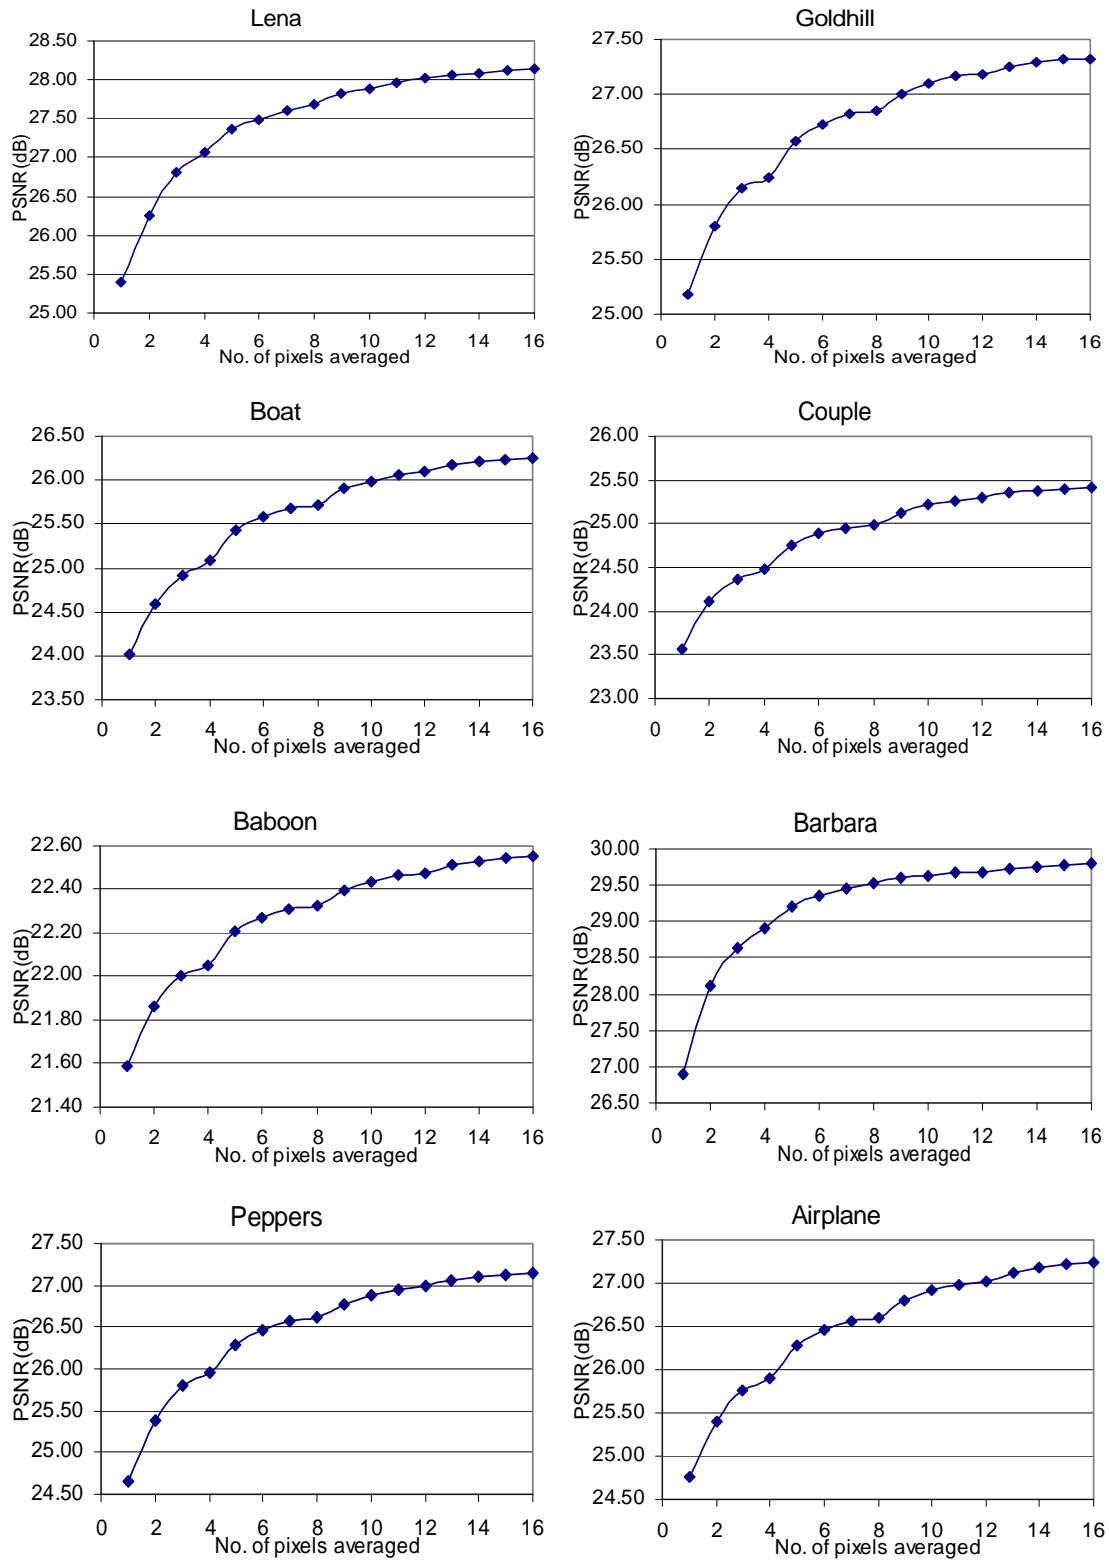 Lena
28.50
28.00
27.50
27.00
26.50
26.00
25.50
25.00
PSNR(dB)
0 2 4 6 8 10 12 14 16
No. of pixels averaged
Goldhill
27.50
27.00
26.50
26.00
25.50
25.00
PSNR(dB)
0 2 4 6 8 10 12 14 16
No. of pixels averaged
Boat
26.50
26.00
25.50
25.00
24.50
24.00
23.50
PSNR(dB)
0 2 4 6 8 10 12 14 16
No. of pixels averaged
Couple
26.00
25.50
25.00
24.50
24.00
23.50
23.00
PSNR(dB)
0 2 4 6 8 10 12 14 16
No. of pixels averaged
Baboon
22.60
22.40
22.20
22.00
21.80
21.60
21.40
PSNR(dB)
0 2 4 6 8 10 12 14 16
No. of pixels averaged
Barbara
30.00
29.50
29.00
28.50
28.00
27.50
27.00
26.50
PSNR(dB)
0 2 4 6 8 10 12 14 16
No. of pixels averaged
Peppers
27.50
27.00
26.50
26.00
25.50
25.00
24.50
PSNR(dB)
0 2 4 6 8 10 12 14 16
No. of pixels averaged
Airplane
27.50
27.00
26.50
26.00
25.50
25.00
24.50
PSNR(dB)
0 2 4 6 8 10 12 14 16
No. of pixels averaged